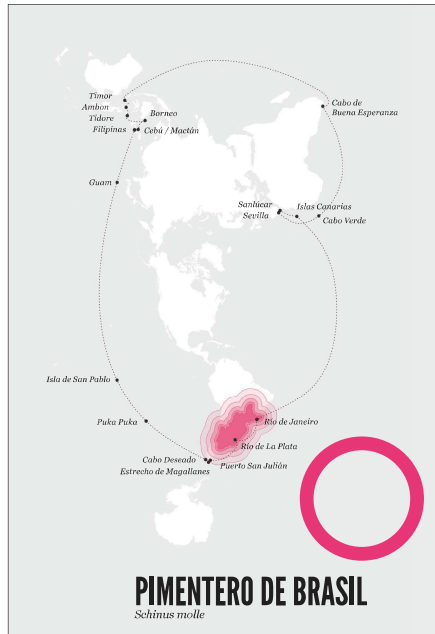 Timor
Ambon
Tidore
Borneo
Filipinas
Cebú / Mactán
Cabo de
Buena Esperanza
Guam
Sanlúcar
Sevilla
Islas Canarias
Cabo Verde
Isla de San Pablo
Puka Puka
Río de Janeiro
Río de La Plata
Cabo Deseado
Puerto San Julián
Estrecho de Magallanes
PIMENTERO DE BRASIL
Schinus molle